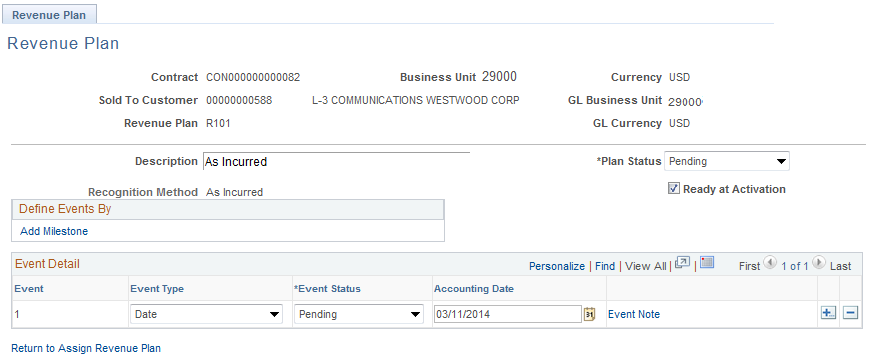 Revenue Plan
Revenue Plan
Contract CON000000000082 Business Unit 29000 Currency USD
Sold To Customer 00000000588 L-3 COMMUNICATIONS WESTWOOD CORP GL Business Unit 29000
Revenue Plan R101 GL Currency USD
Description As Incurred *Plan Status Pending
Recognition Method As Incurred Ready at Activation
Define Events By
Add Milestone
Event Detail Personalize | Find | View All | | First 1 of 1 Last
Event Event Type *Event Status Accounting Date
1 Date Pending 03/11/2014 31 Event Note
Return to Assign Revenue Plan